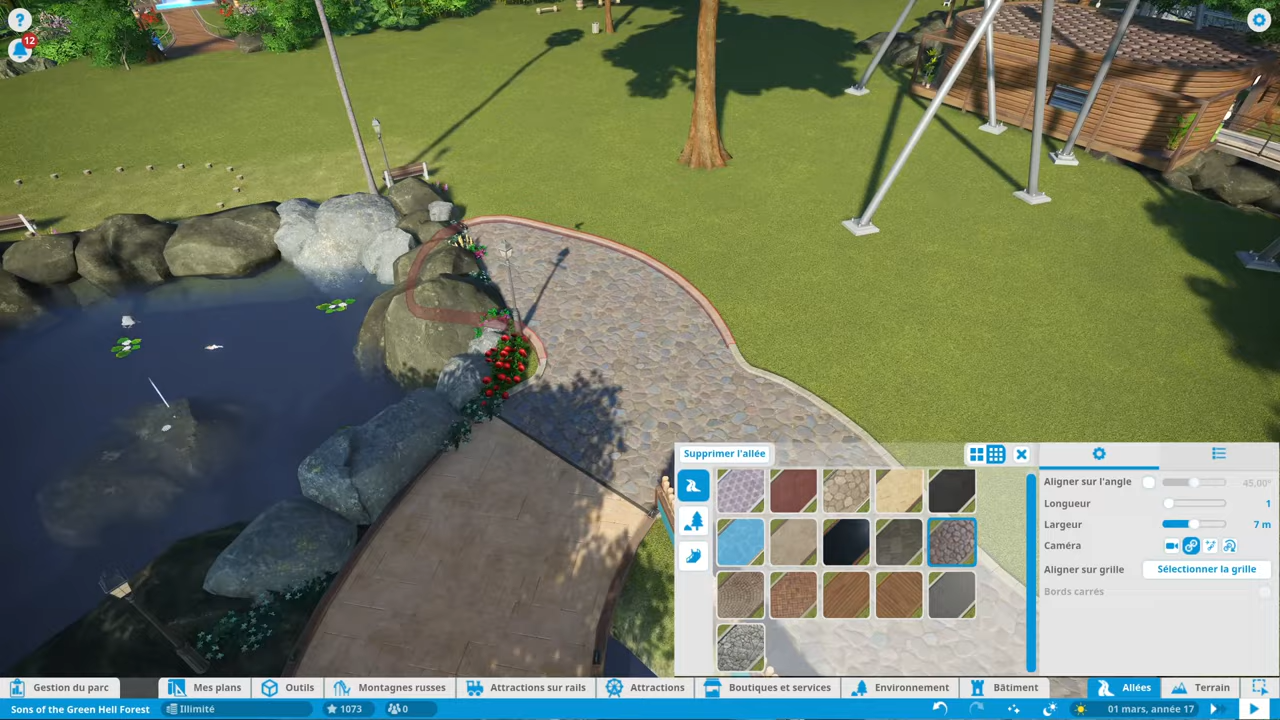 ?
12
Supprimer l'allée
Aligner sur l'angle 45,00°
Longueur 1
Largeur 7 m
Caméra
Aligner sur grille Sélectionner la grille
Bords carrés
Gestion du parc Mes plans Outils Montagnes russes Attractions sur rails Attractions Boutiques et services Environnement Bâtiment Allées Terrain
Sons of the Green Hell Forest Illimité 1073 0 01 mars, année 17